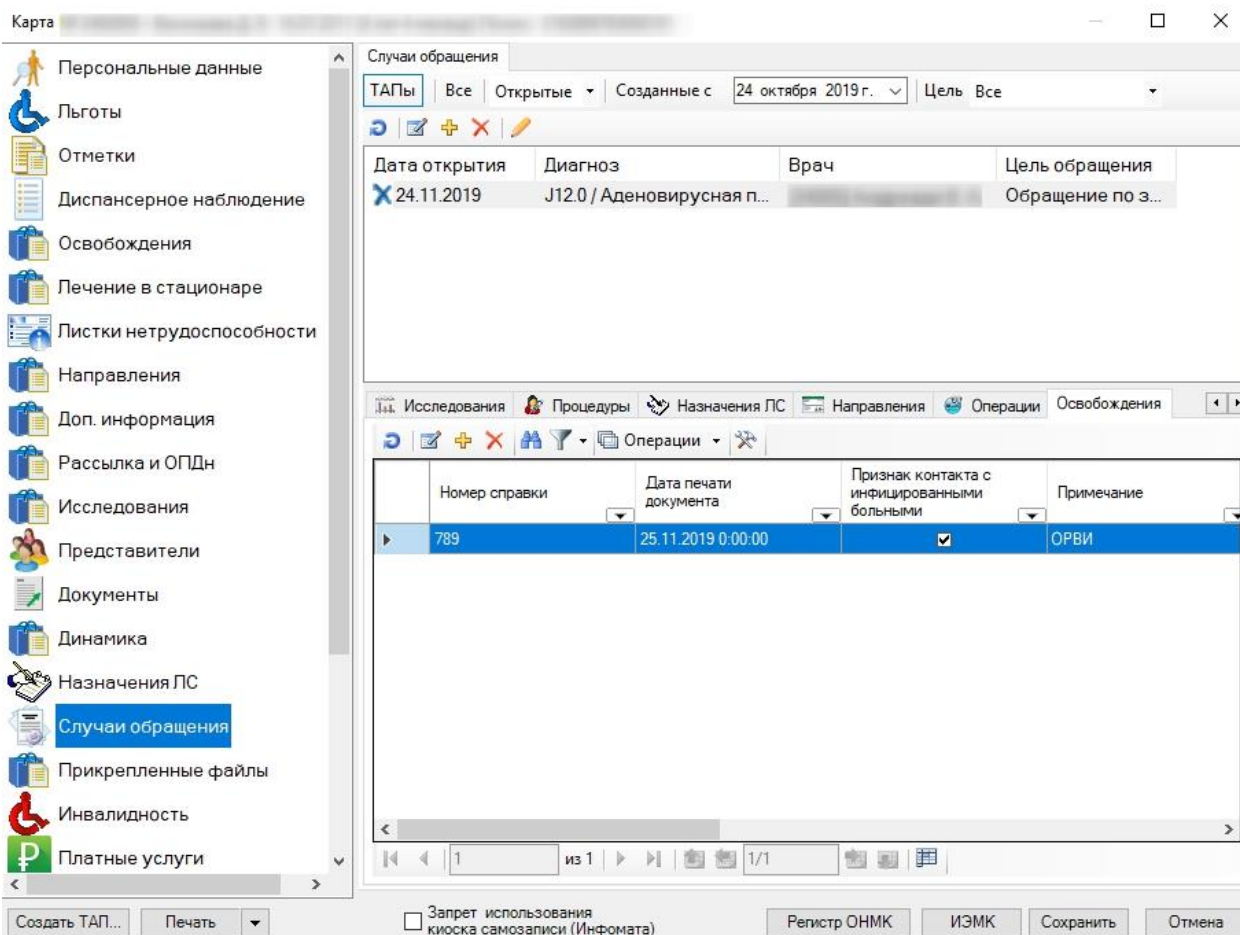 Карта
Персональные данные
Льготы
Отметки
Диспансерное наблюдение
Освобождения
Лечение в стационаре
Листки нетрудоспособности
Направления
Доп. информация
Рассылка и ОПДн
Исследования
Представители
Документы
Динамика
Назначения ЛС
Случаи обращения
Прикрепленные файлы
Инвалидность
Платные услуги
Случаи обращения
ТАПы Все Открытые Созданные с 24 октября 2019 г. Цель Все
Дата открытия Диагноз Врач Цель обращения
24.11.2019 J12.0 / Аденовирусная п... Обращение по з...
Исследования Процедуры Назначения ЛС Направления Операции Освобождения
Операции
Номер справки Дата печати документа Признак контакта с инфицированными больными Примечание
789 25.11.2019 0:00:00 ОРВИ
1 из 1 1/1
Создать ТАП... Печать Запрет использования
киоска самозаписи (Инфомата) Регистр ОНМК ИЭМК Сохранить Отмена